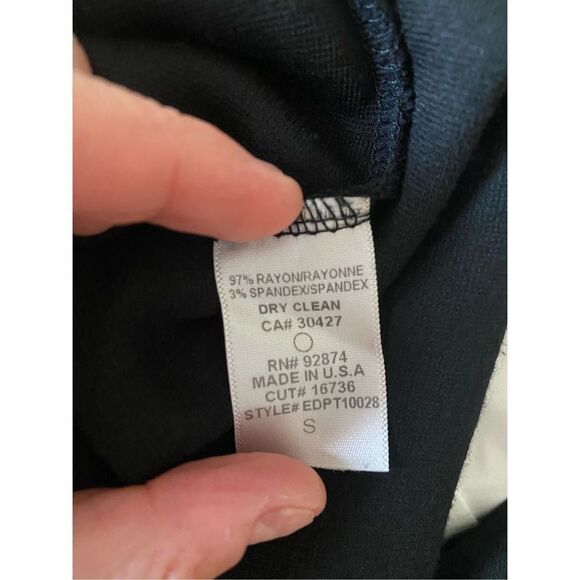 97% RAYON/RAYONNE
3% SPANDEX/SPANDEX
DRY CLEAN
CA# 30427
RN# 92874
MADE IN U.S.A
CUT# 16736
STYLE# EDPT10028
S